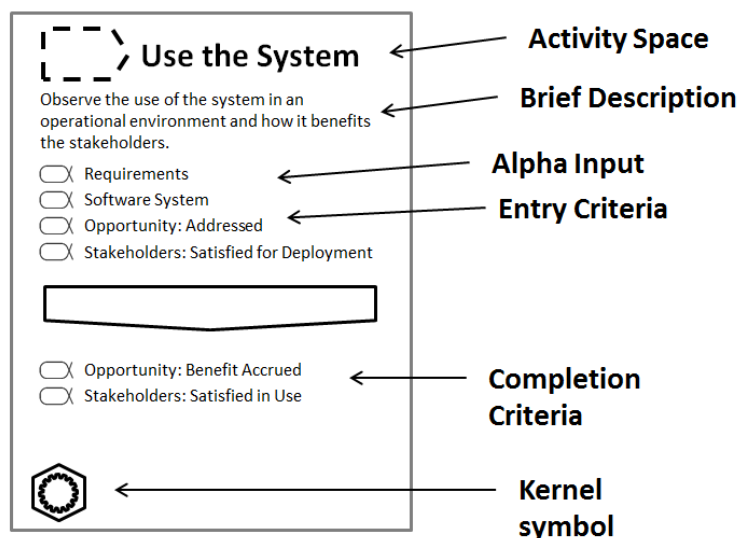 Use the System
Activity Space
Observe the use of the system in an
operational environment and how it benefits
the stakeholders.
Brief Description
Requirements
Alpha Input
Software System
Opportunity: Addressed
Entry Criteria
Stakeholders: Satisfied for Deployment
Opportunity: Benefit Accrued
Stakeholders: Satisfied in Use
Completion
Criteria
Kernel
symbol